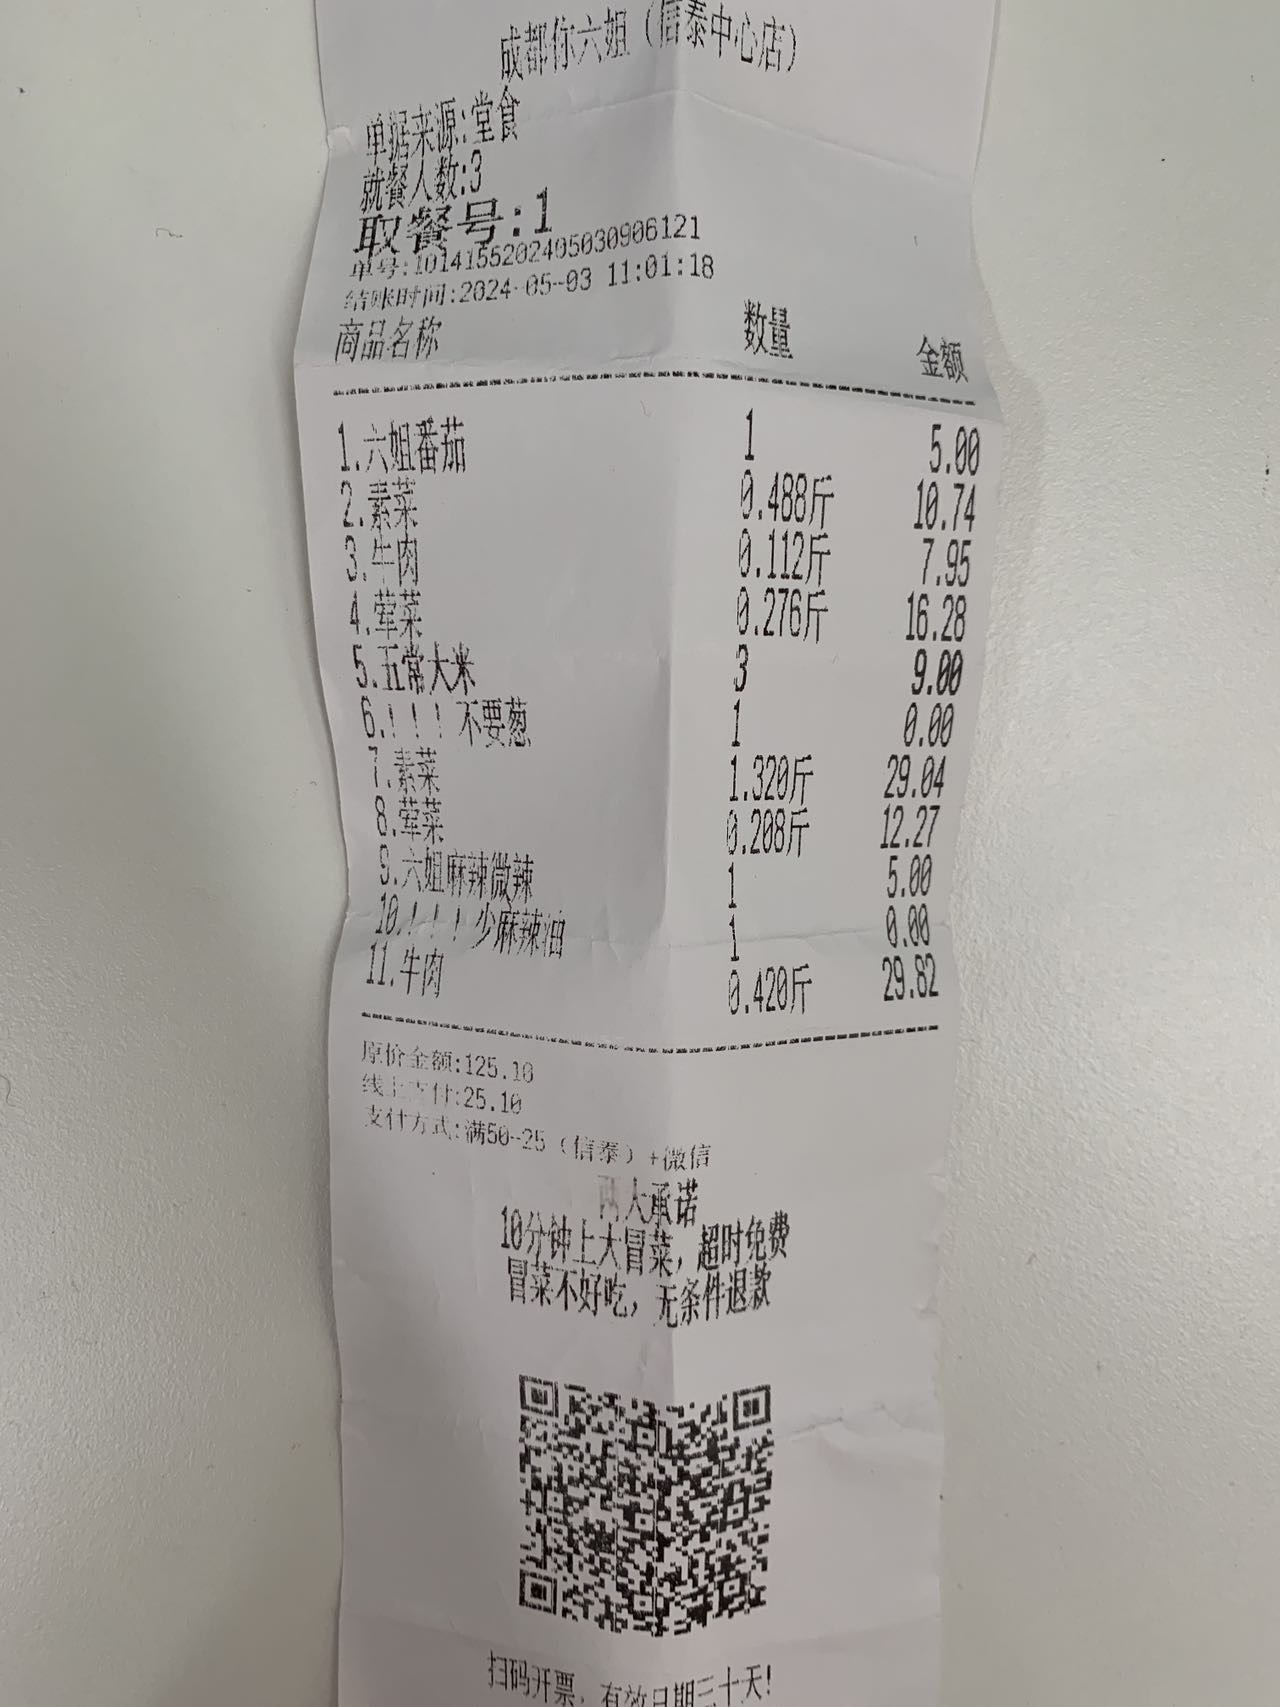 成都你六姐（信泰中心店）
单据来源:堂食
就餐人数:3
取餐号:1
单号:101415520240503090612​1
结账时间:2024-05-03 11:01:18
商品名称 数量 金额
1.六姐番茄 1 5.00
2.素菜 0.488斤 10.74
3.牛肉 0.112斤 7.95
4.荤菜 0.276斤 16.28
5.五常大米 3 9.00
6.！！！不要葱 1 0.00
7.素菜 1.320斤 29.04
8.荤菜 0.208斤 12.27
9.六姐麻辣微辣 1 5.00
10.！！！少麻辣油 1 0.00
11.牛肉 0.420斤 29.82
原价金额:125.10
线上支付:25.10
支付方式:满50-25（信泰）+微信
两大承诺
10分钟上大冒菜，超时免费
冒菜不好吃，无条件退款
扫码开票，有效日期三十天!